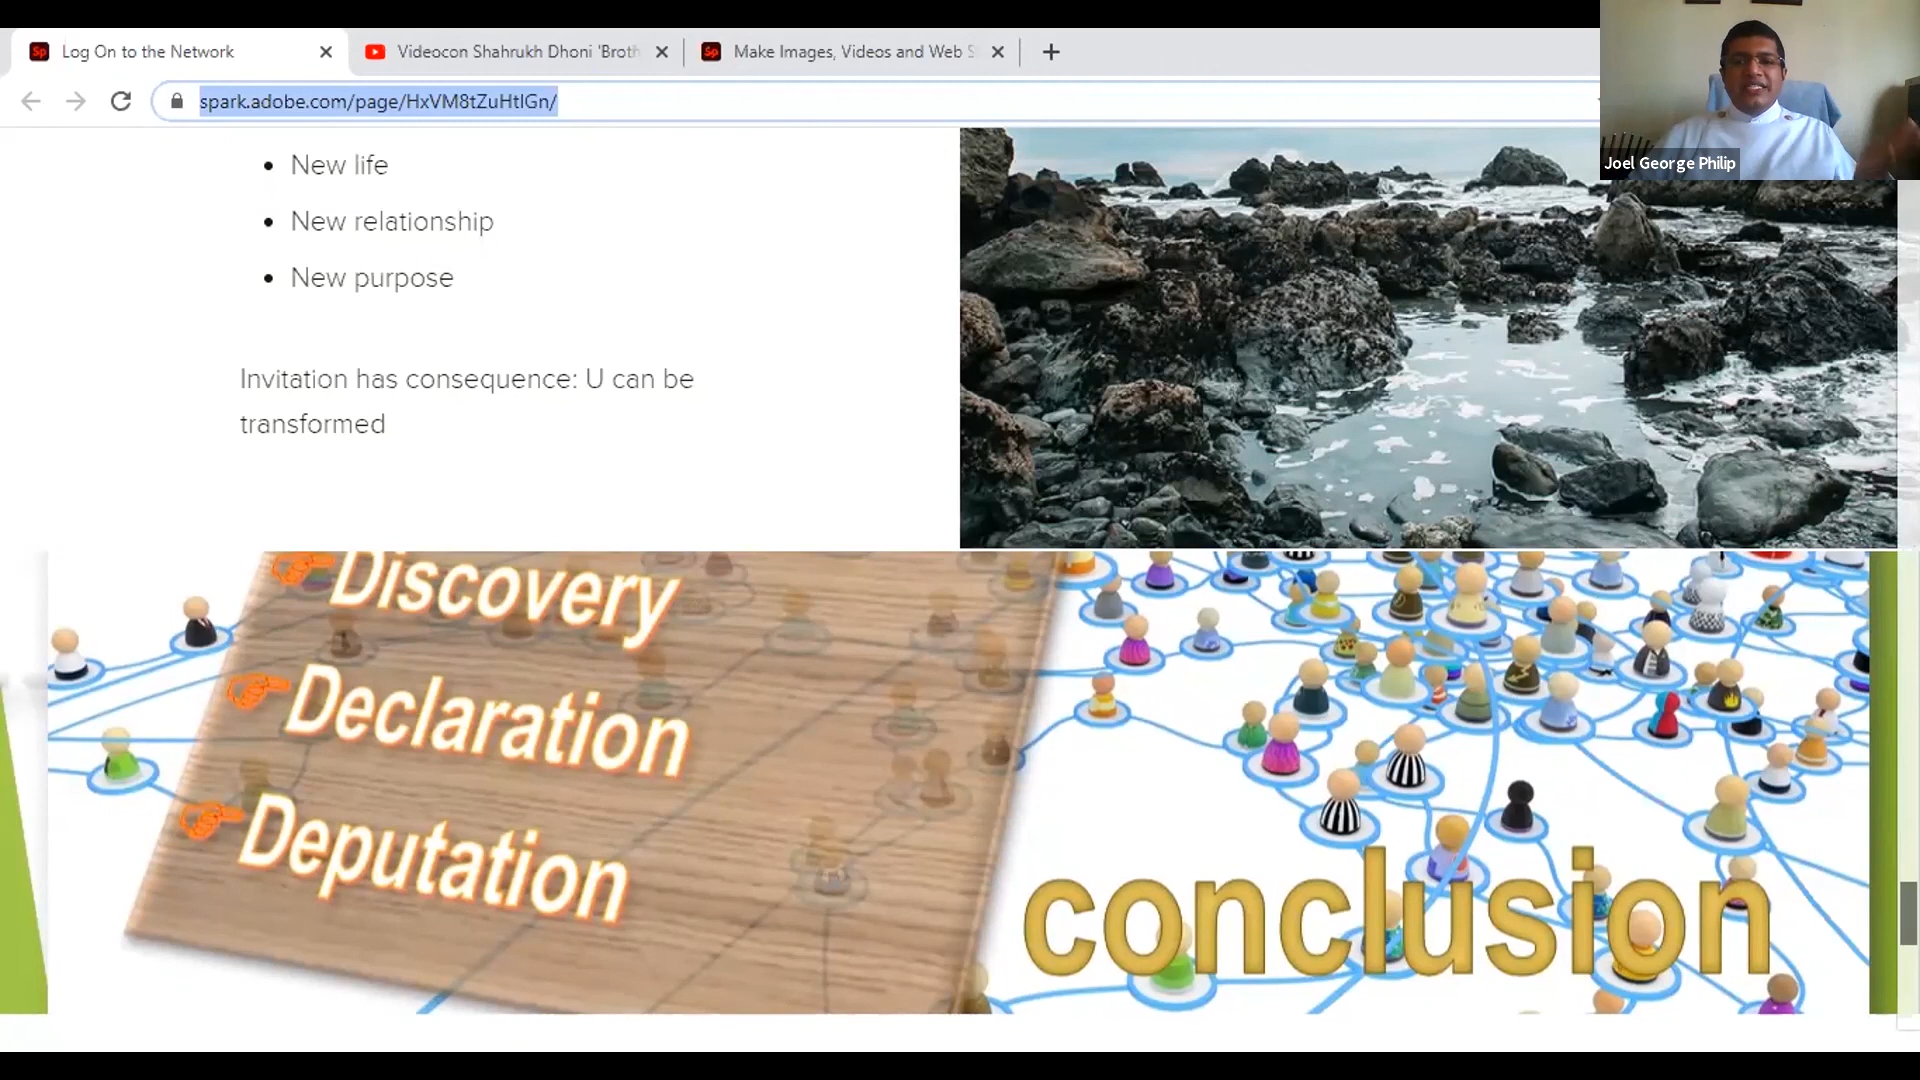 Log On to the Network
Videocon Shahrukh Dhoni 'Broth
Make Images, Videos and Web S
spark.adobe.com/page/HxVM8tZuHtIGn/
Joel George Philip
• New life
• New relationship
• New purpose
Invitation has consequence: U can be
transformed
Discovery
Declaration
Deputation
conclusion